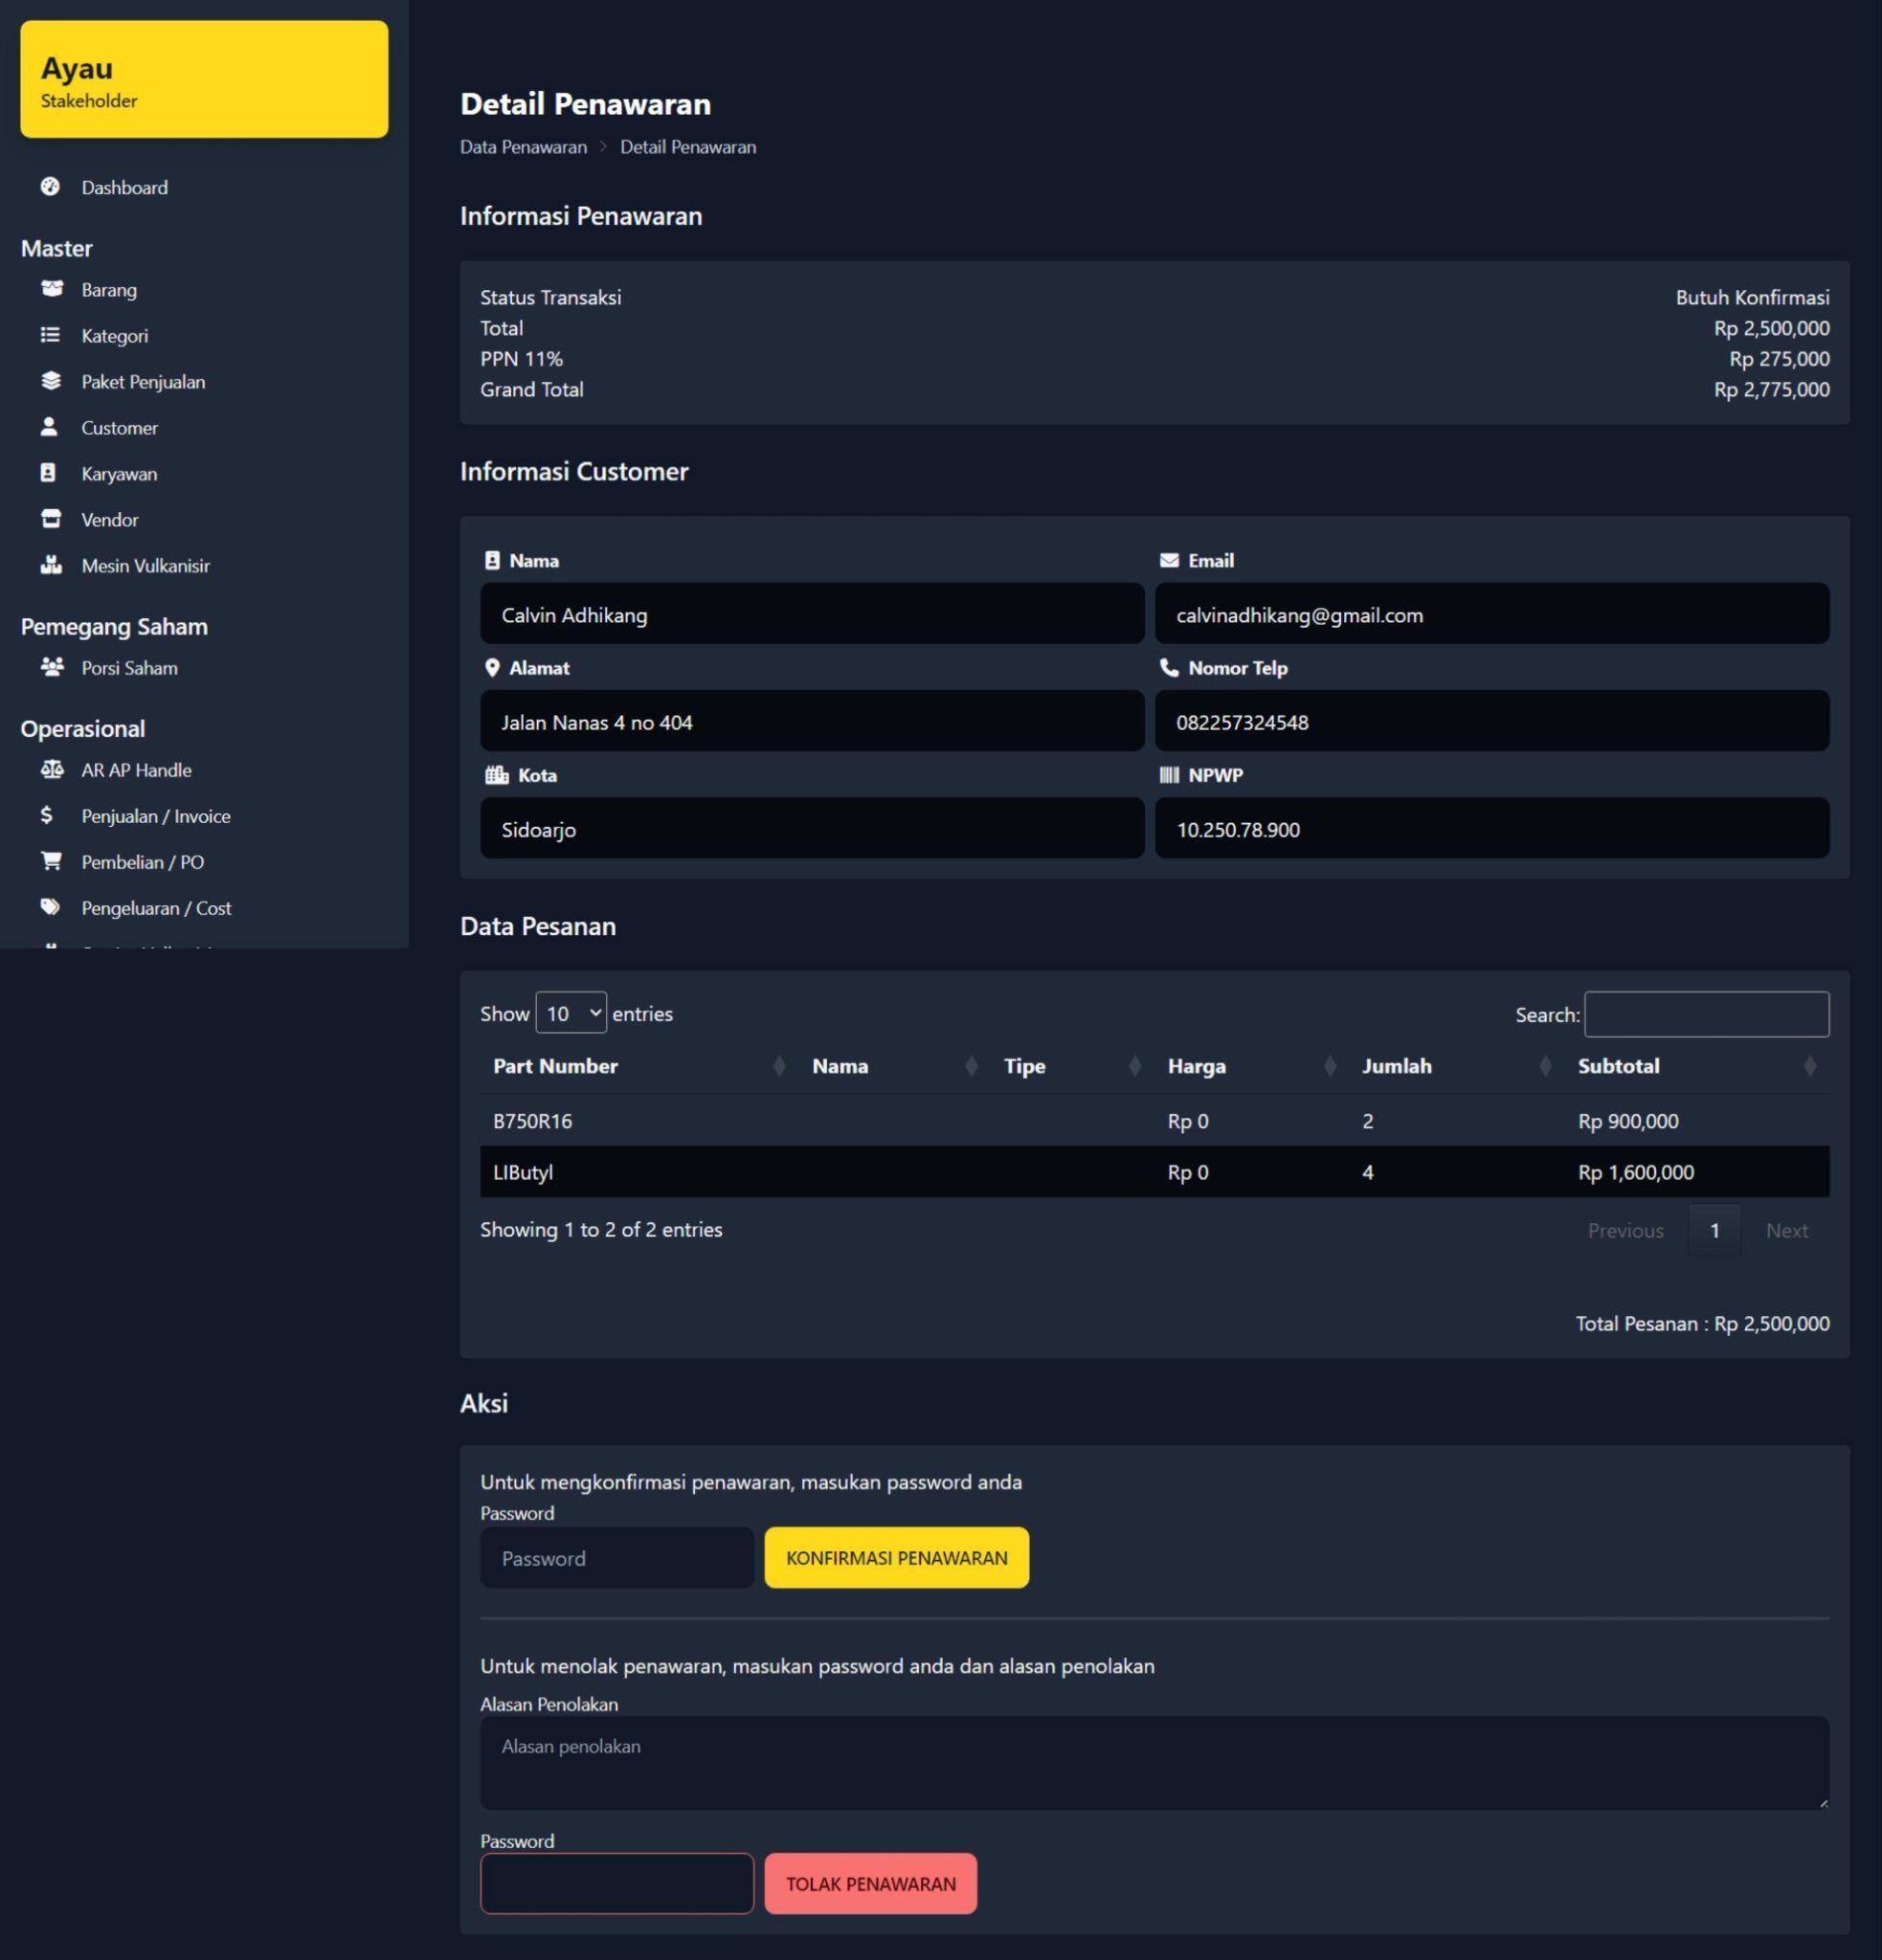 Ayau
Stakeholder
Dashboard
Master
Barang
Kategori
Paket Penjualan
Customer
Karyawan
Vendor
Mesin Vulkanisir
Pemegang Saham
Porsi Saham
Operasional
AR AP Handle
Penjualan / Invoice
Pembelian / PO
Pengeluaran / Cost
Detail Penawaran
Data Penawaran > Detail Penawaran
Informasi Penawaran
Status Transaksi Butuh Konfirmasi
Total Rp 2,500,000
PPN 11% Rp 275,000
Grand Total Rp 2,775,000
Informasi Customer
Nama Email
Calvin Adhikang calvinadhikang@gmail.com
Alamat Nomor Telp
Jalan Nanas 4 no 404 082257324548
Kota NPWP
Sidoarjo 10.250.78.900
Data Pesanan
Show 10 entries Search:
Part Number Nama Tipe Harga Jumlah Subtotal
B750R16 Rp 0 2 Rp 900,000
LIButyl Rp 0 4 Rp 1,600,000
Showing 1 to 2 of 2 entries Previous 1 Next
Total Pesanan : Rp 2,500,000
Aksi
Untuk mengkonfirmasi penawaran, masukan password anda
Password
Password KONFIRMASI PENAWARAN
Untuk menolak penawaran, masukan password anda dan alasan penolakan
Alasan Penolakan
Alasan penolakan
Password
TOLAK PENAWARAN